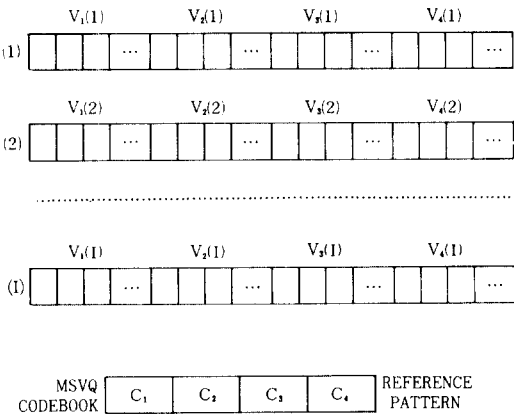 V₁(1) V₂(1) V₃(1) V₄(1)
(1) ... ... ... ...
V₁(2) V₂(2) V₃(2) V₄(2)
(2) ... ... ... ...
V₁(I) V₂(I) V₃(I) V₄(I)
(I) ... ... ... ...
MSVQ CODEBOOK C₁ C₂ C₃ C₄ REFERENCE PATTERN